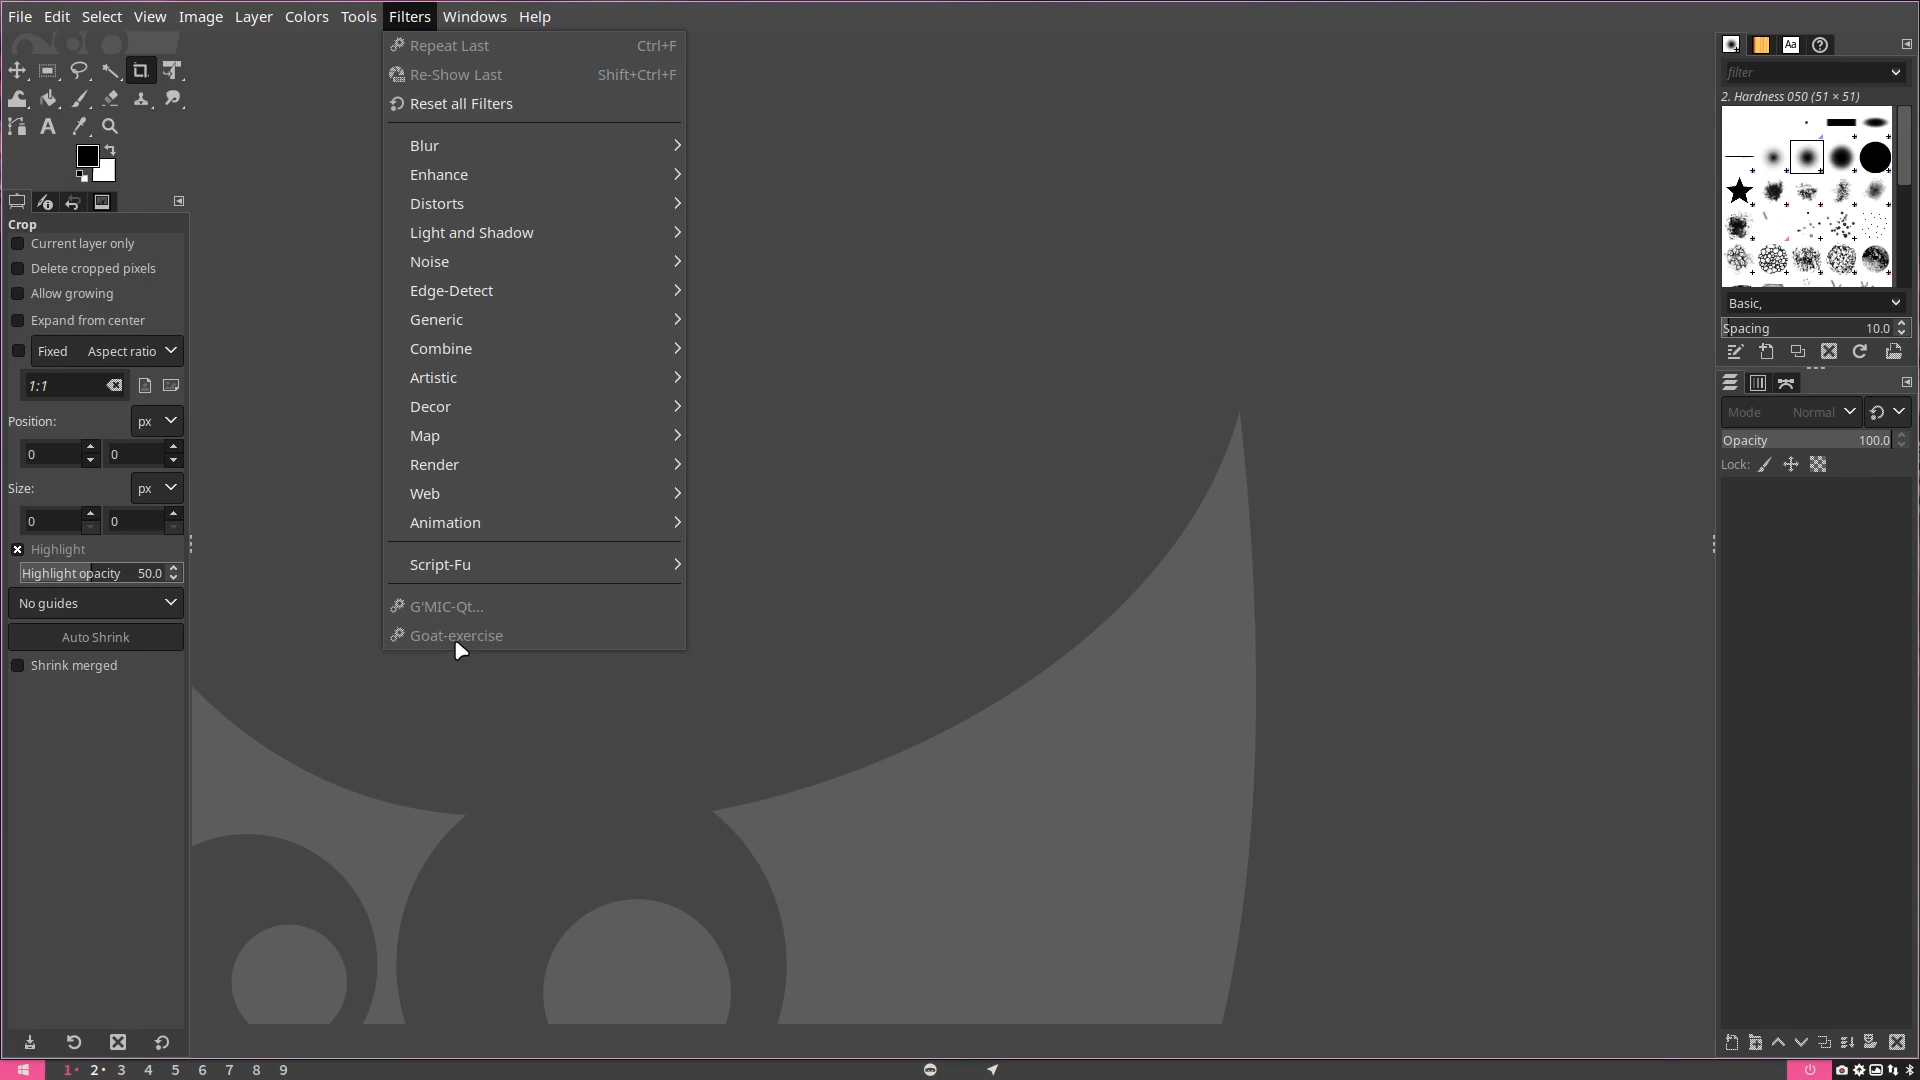 File Edit Select View Image Layer Colors Tools Filters Windows Help
Repeat Last Ctrl+F
Re-Show Last Shift+Ctrl+F
Reset all Filters
Blur
Enhance
Distorts
Light and Shadow
Noise
Edge-Detect
Generic
Combine
Artistic
Decor
Map
Render
Web
Animation
Script-Fu
G'MIC-Qt...
Goat-exercise
Crop
Current layer only
Delete cropped pixels
Allow growing
Expand from center
Fixed Aspect ratio
1:1
Position: px
0 0
Size: px
0 0
Highlight
Highlight opacity 50.0
No guides
Auto Shrink
Shrink merged
Aa
filter
2. Hardness 050 (51 × 51)
Basic,
Spacing 10.0
Mode Normal
Opacity 100.0
Lock:
1 2 3 4 5 6 7 8 9